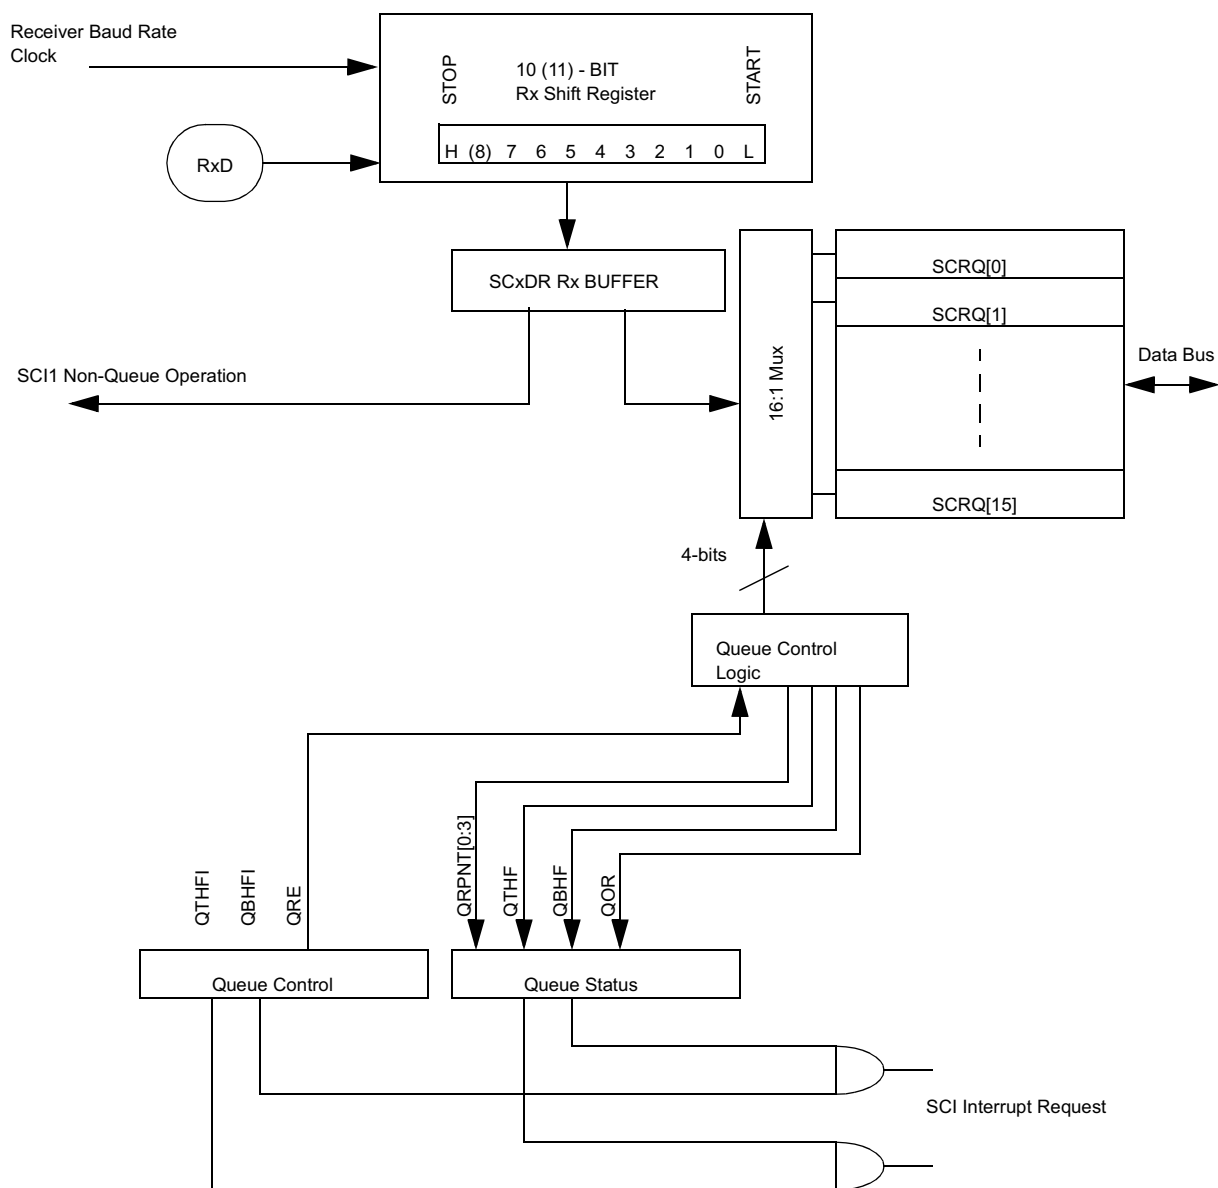 Receiver Baud Rate
Clock
STOP
10 (11) - BIT
Rx Shift Register
START
H (8) 7 6 5 4 3 2 1 0 L
RxD
SCxDR Rx BUFFER
SCI1 Non-Queue Operation
16:1 Mux
SCRQ[0]
SCRQ[1]
SCRQ[15]
Data Bus
4-bits
Queue Control
Logic
QTHFI
QBHFI
QRE
QRPNT[0:3]
QTHF
QBHF
QOR
Queue Control
Queue Status
SCI Interrupt Request